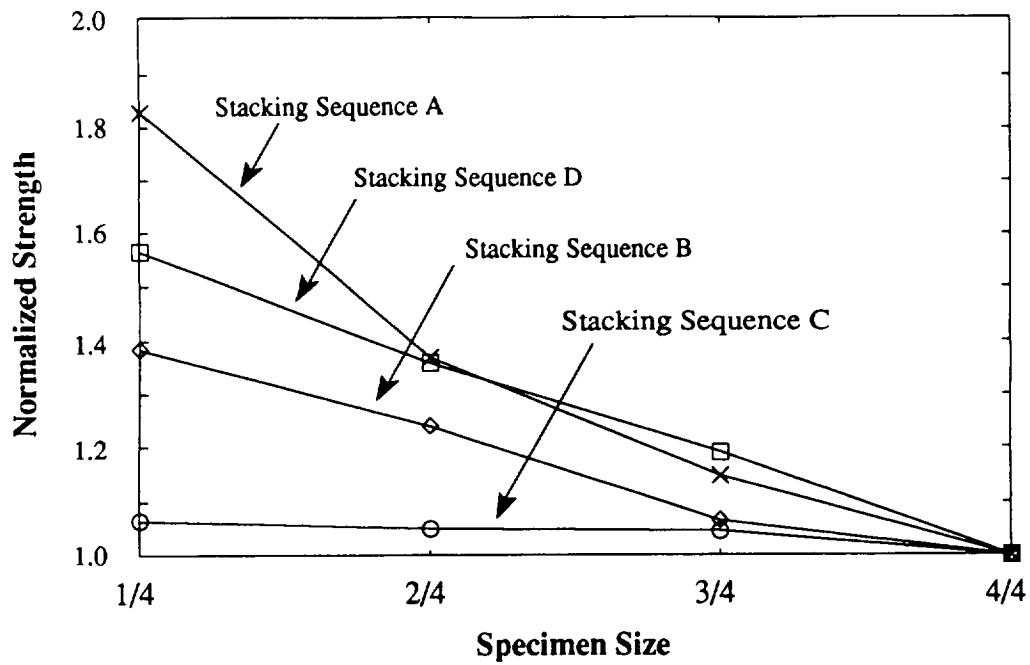 2.0
1.8
1.6
1.4
1.2
1.0
Normalized Strength
Stacking Sequence A
Stacking Sequence D
Stacking Sequence B
Stacking Sequence C
1/4
2/4
3/4
4/4
Specimen Size